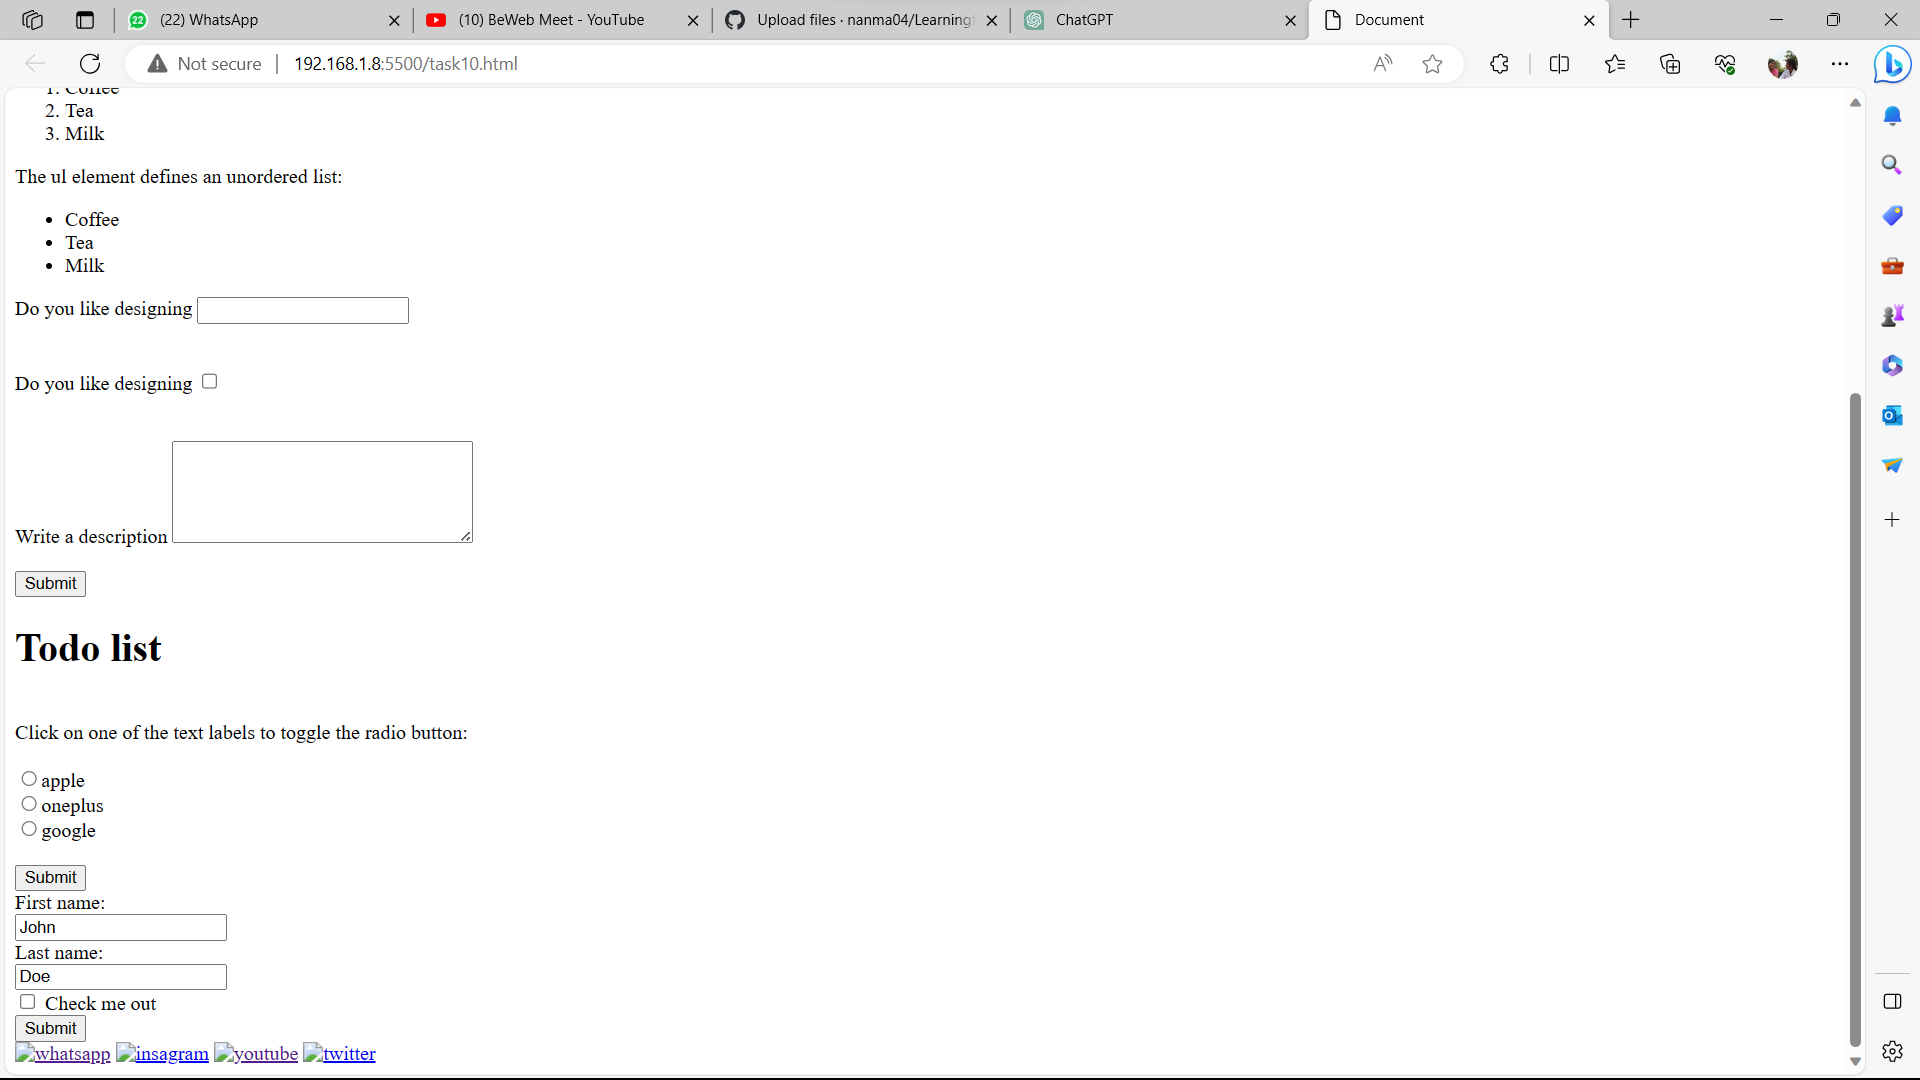 22 (22) WhatsApp (10) BeWeb Meet - YouTube Upload files · nanma04/Learning ChatGPT Document
Not secure 192.168.1.8:5500/task10.html
1. Coffee
2. Tea
3. Milk
The ul element defines an unordered list:
• Coffee
• Tea
• Milk
Do you like designing
Do you like designing
Write a description
Submit
Todo list
Click on one of the text labels to toggle the radio button:
apple
oneplus
google
Submit
First name:
John
Last name:
Doe
Check me out
Submit
whatsapp insagram youtube twitter